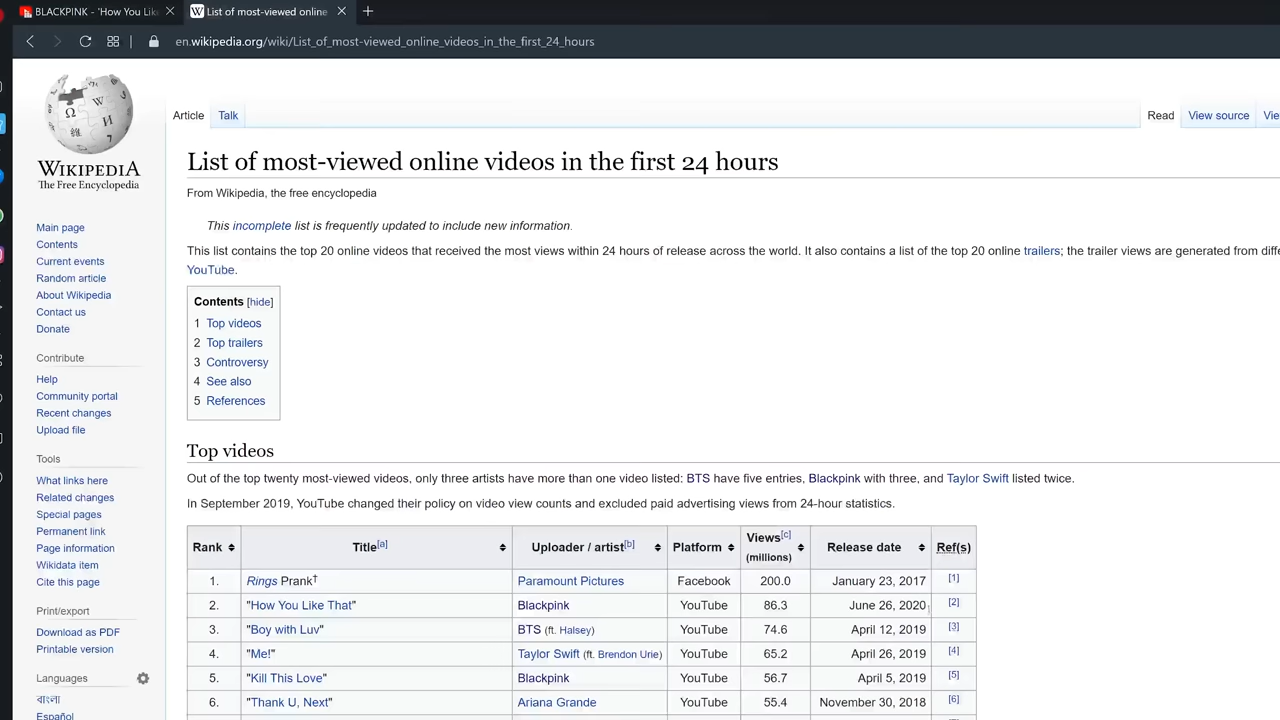 BLACKPINK - 'How You Like
List of most-viewed online
en.wikipedia.org/wiki/List_of_most-viewed_online_videos_in_the_first_24_hours
WIKIPEDIA
The Free Encyclopedia
Main page
Contents
Current events
Random article
About Wikipedia
Contact us
Donate
Contribute
Help
Community portal
Recent changes
Upload file
Tools
What links here
Related changes
Special pages
Permanent link
Page information
Wikidata item
Cite this page
Print/export
Download as PDF
Printable version
Languages
বাংলা
Español
Article Talk Read View source
List of most-viewed online videos in the first 24 hours
From Wikipedia, the free encyclopedia
This incomplete list is frequently updated to include new information.
This list contains the top 20 online videos that received the most views within 24 hours of release across the world. It also contains a list of the top 20 online trailers; the trailer views are generated from
YouTube.
Contents [hide]
1 Top videos
2 Top trailers
3 Controversy
4 See also
5 References
Top videos
Out of the top twenty most-viewed videos, only three artists have more than one video listed: BTS have five entries, Blackpink with three, and Taylor Swift listed twice.
In September 2019, YouTube changed their policy on video view counts and excluded paid advertising views from 24-hour statistics.
Rank Title[a] Uploader / artist[b] Platform Views[c] (millions) Release date Ref(s)
1. Rings Prank† Paramount Pictures Facebook 200.0 January 23, 2017 [1]
2. "How You Like That" Blackpink YouTube 86.3 June 26, 2020 [2]
3. "Boy with Luv" BTS (ft. Halsey) YouTube 74.6 April 12, 2019 [3]
4. "Me!" Taylor Swift (ft. Brendon Urie) YouTube 65.2 April 26, 2019 [4]
5. "Kill This Love" Blackpink YouTube 56.7 April 5, 2019 [5]
6. "Thank U, Next" Ariana Grande YouTube 55.4 November 30, 2018 [6]